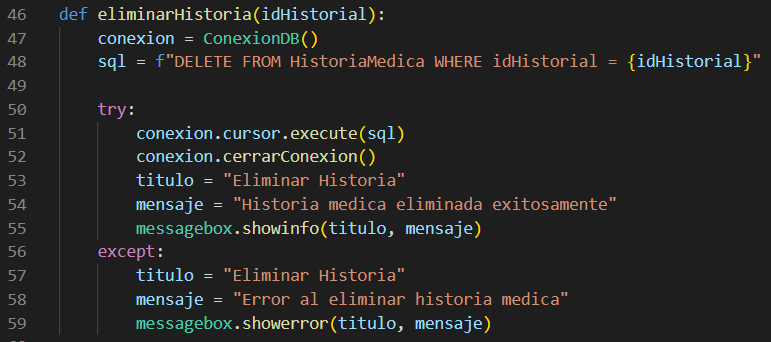 46 def eliminarHistoria(idHistorial):
47     conexion = ConexionDB()
48     sql = f"DELETE FROM HistoriaMedica WHERE idHistorial = {idHistorial}"
49
50     try:
51         conexion.cursor.execute(sql)
52         conexion.cerrarConexion()
53         titulo = "Eliminar Historia"
54         mensaje = "Historia medica eliminada exitosamente"
55         messagebox.showinfo(titulo, mensaje)
56     except:
57         titulo = "Eliminar Historia"
58         mensaje = "Error al eliminar historia medica"
59         messagebox.showerror(titulo, mensaje)